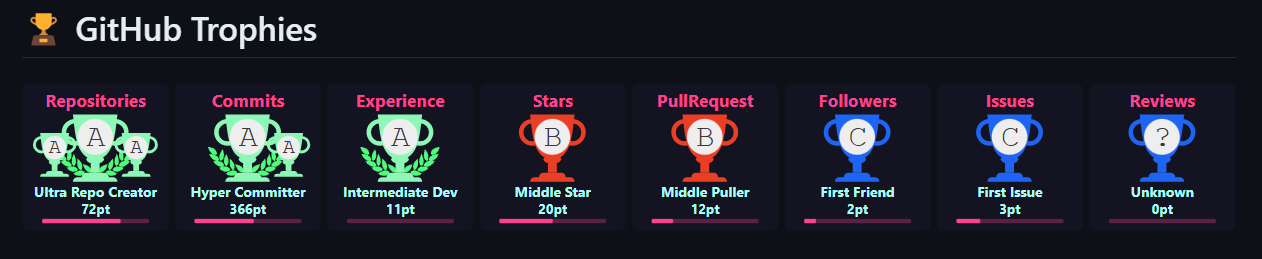 GitHub Trophies
Repositories Commits Experience Stars PullRequest Followers Issues Reviews
A A A A A A B B C C ?
Ultra Repo Creator Hyper Committer Intermediate Dev Middle Star Middle Puller First Friend First Issue Unknown
72pt 366pt 11pt 20pt 12pt 2pt 3pt 0pt